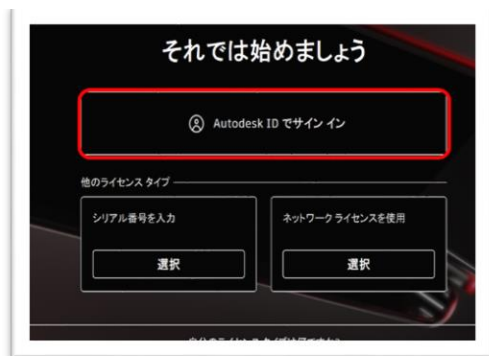 それでは始めましょう
Autodesk ID でサイン イン
他のライセンス タイプ
シリアル番号を入力
ネットワーク ライセンスを使用
選択
選択